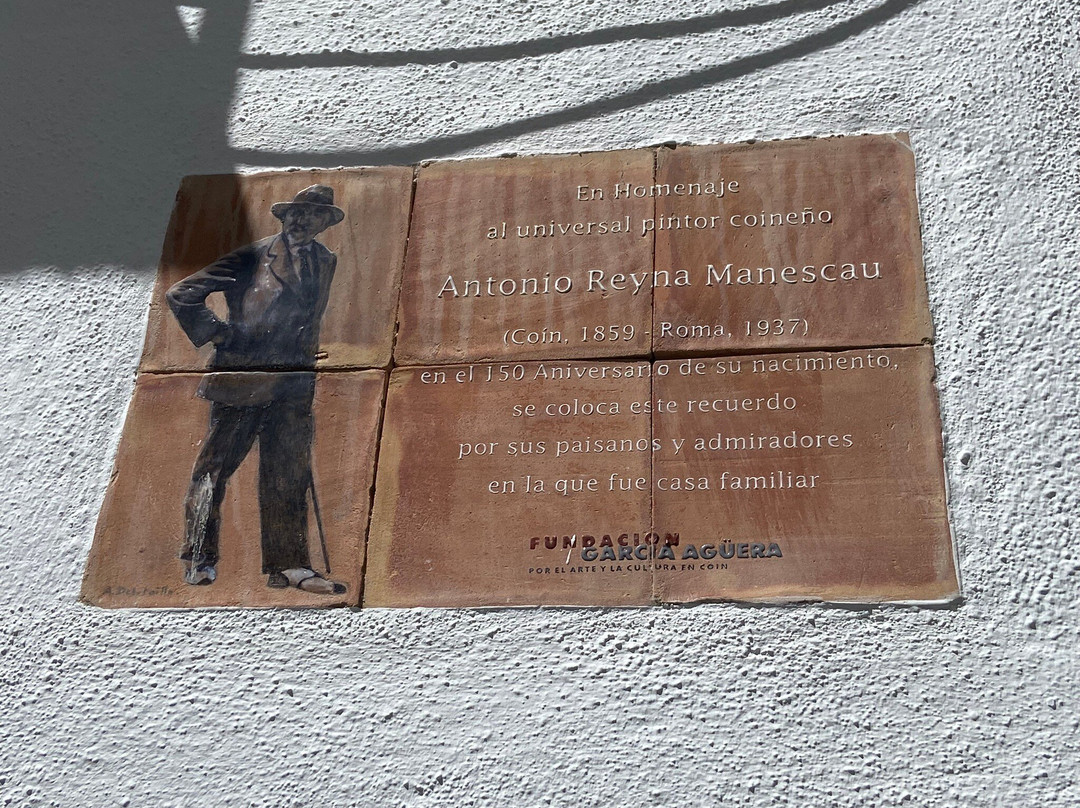 En Homenaje
al universal pintor coineño
Antonio Reyna Manescau
(Coín, 1859 - Roma, 1937)
en el 150 Aniversario de su nacimiento,
se coloca este recuerdo
por sus paisanos y admiradores
en la que fue casa familiar
FUNDACION
GARCÍA AGÜERA
POR EL ARTE Y LA CULTURA EN COIN